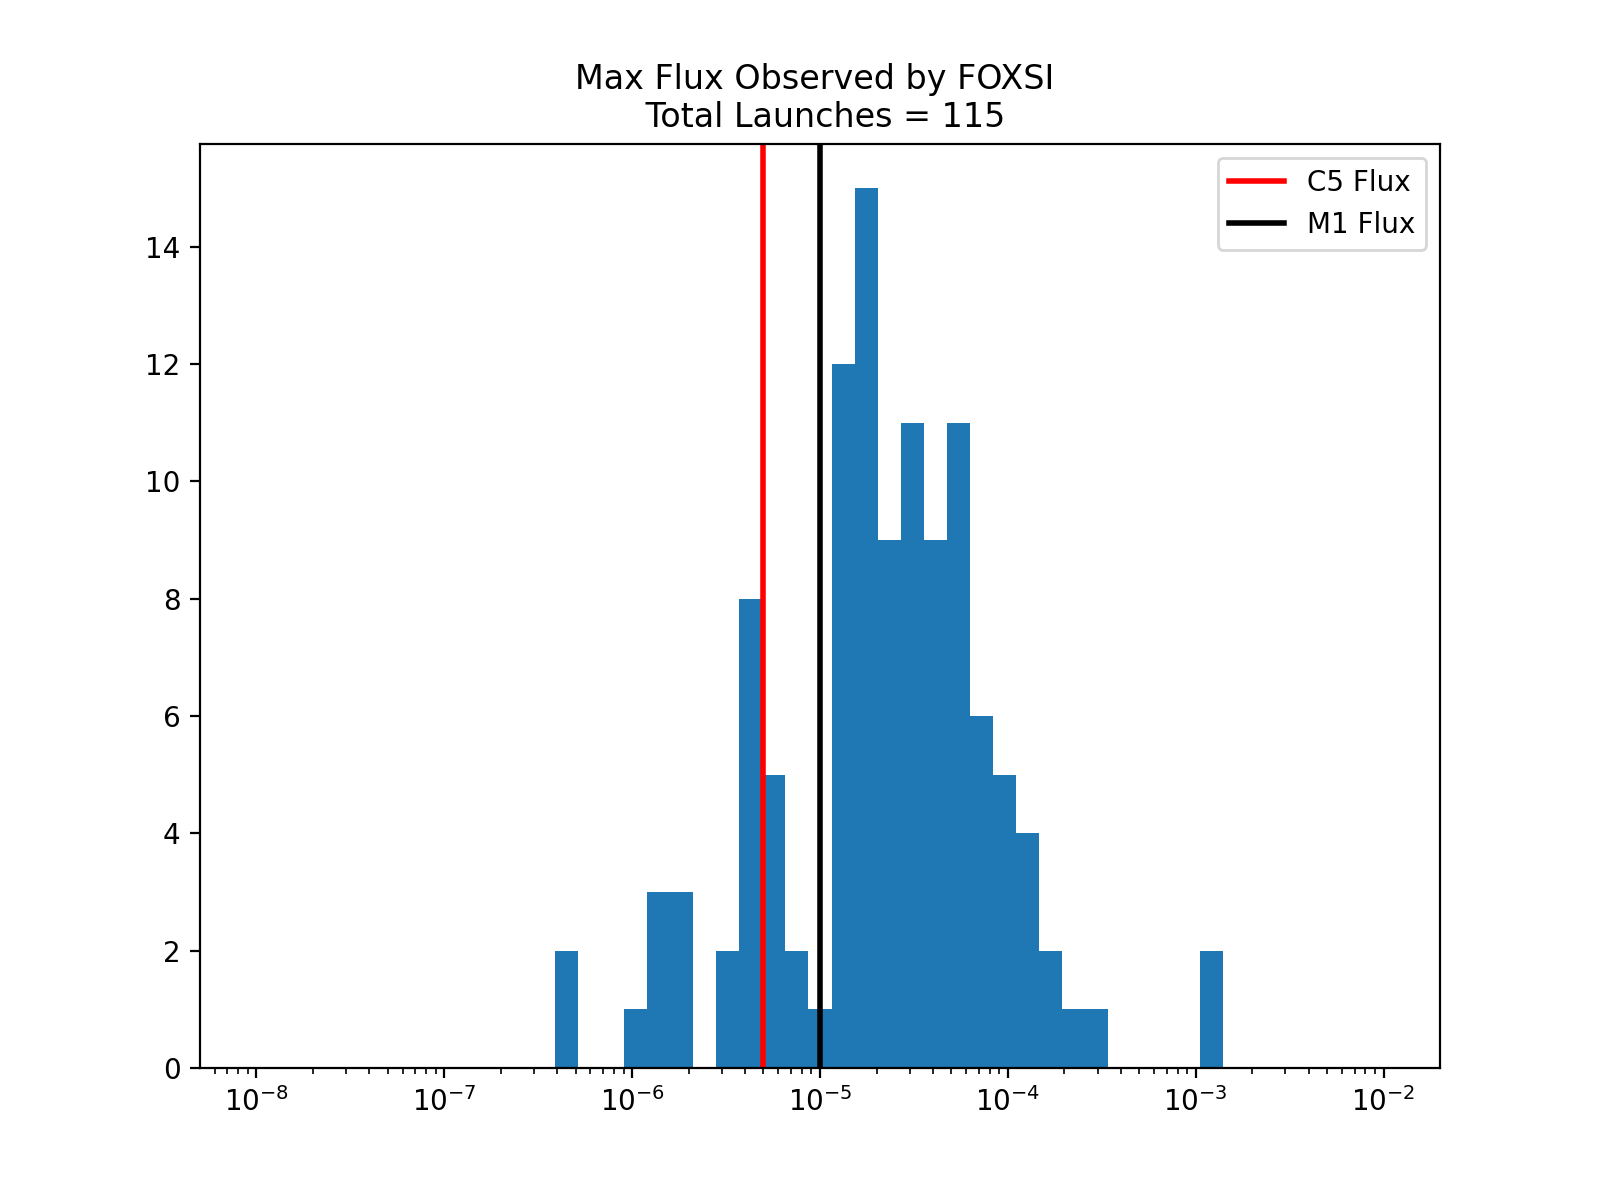 Max Flux Observed by FOXSI
Total Launches = 115
C5 Flux
M1 Flux
14
12
10
8
6
4
2
0
10⁻⁸ 10⁻⁷ 10⁻⁶ 10⁻⁵ 10⁻⁴ 10⁻³ 10⁻²